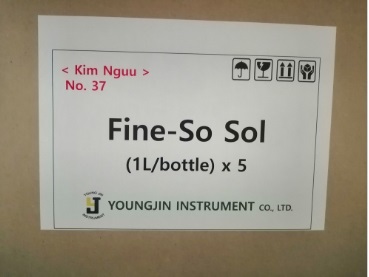 < Kim Nguu >
No. 37
Fine-So Sol
(1L/bottle) x 5
YOUNGJIN INSTRUMENT CO., LTD.